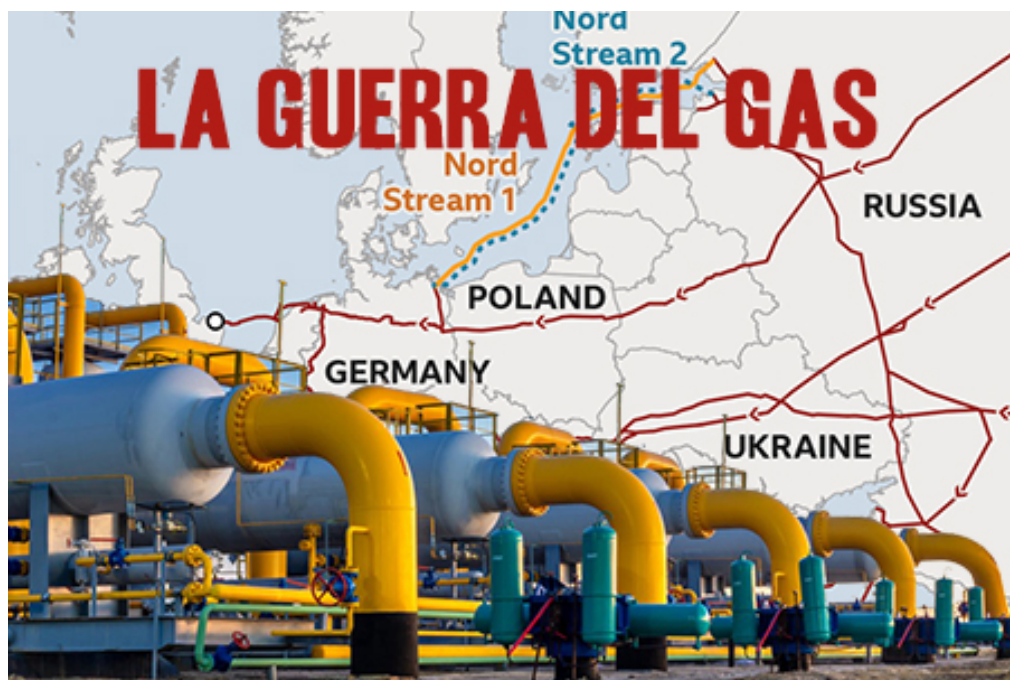 Nord
Stream 2
LA GUERRA DEL GAS
Nord
Stream 1
RUSSIA
POLAND
GERMANY
UKRAINE